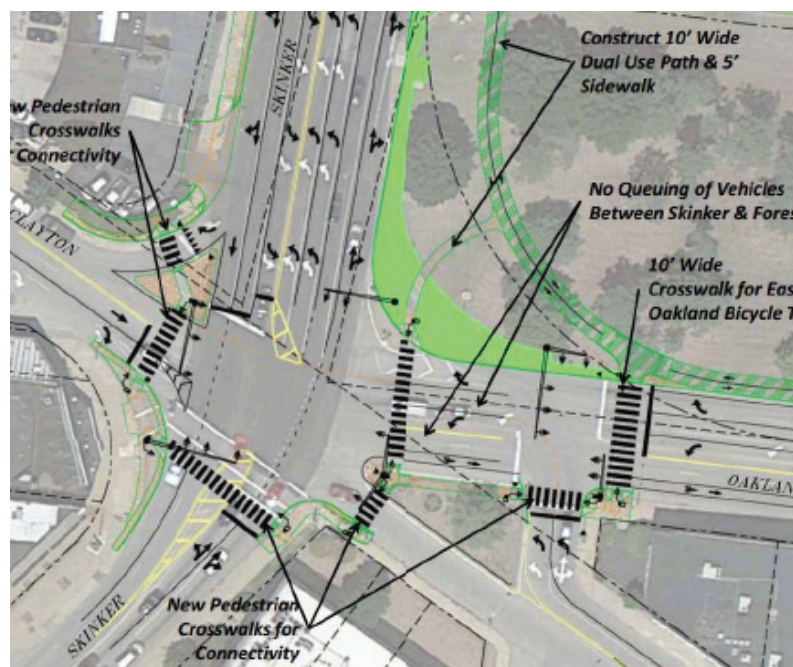 Construct 10’ Wide
Dual Use Path & 5’
Sidewalk
SKINKER
w Pedestrian
Crosswalks
Connectivity
No Queuing of Vehicles
Between Skinker & Fores
CLAYTON
10’ Wide
Crosswalk for Eas
Oakland Bicycle T
OAKLAN
New Pedestrian
Crosswalks for
Connectivity
SKINKER